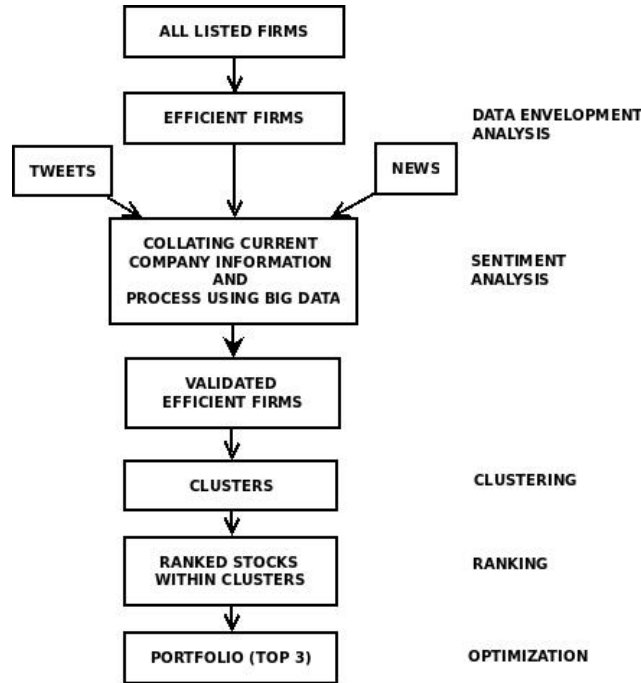 ALL LISTED FIRMS
EFFICIENT FIRMS
DATA ENVELOPMENT
ANALYSIS
TWEETS
NEWS
COLLATING CURRENT
COMPANY INFORMATION
AND
PROCESS USING BIG DATA
SENTIMENT
ANALYSIS
VALIDATED
EFFICIENT FIRMS
CLUSTERS
CLUSTERING
RANKED STOCKS
WITHIN CLUSTERS
RANKING
PORTFOLIO (TOP 3)
OPTIMIZATION